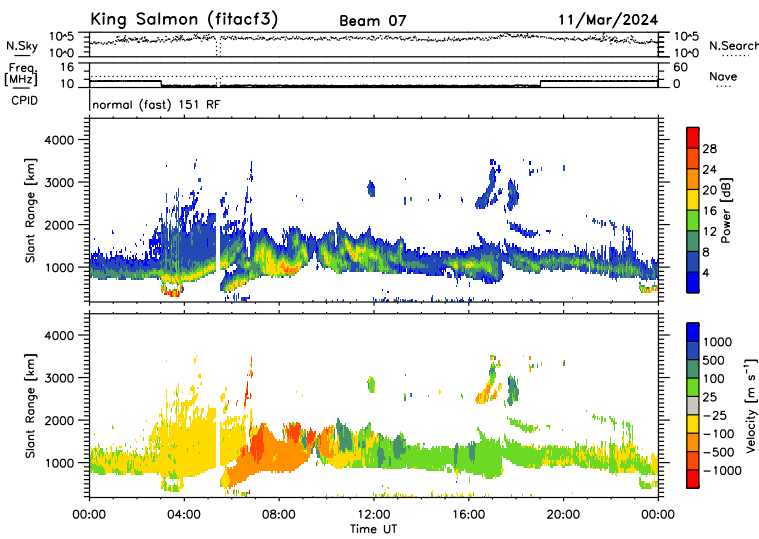 King Salmon (fitacf3) Beam 07 11/Mar/2024
N.Sky 10^5 10^0 10^5 10^0 N.Search
Freq. [MHz] 16 10 60 0 Nave
CPID normal (fast) 151 RF
Slant Range [km] 4000 3000 2000 1000
28 24 20 16 12 8 4 Power [dB]
Slant Range [km] 4000 3000 2000 1000
1000 500 100 25 −25 −100 −500 −1000 Velocity [m s⁻¹]
00:00 04:00 08:00 12:00 16:00 20:00 00:00
Time UT